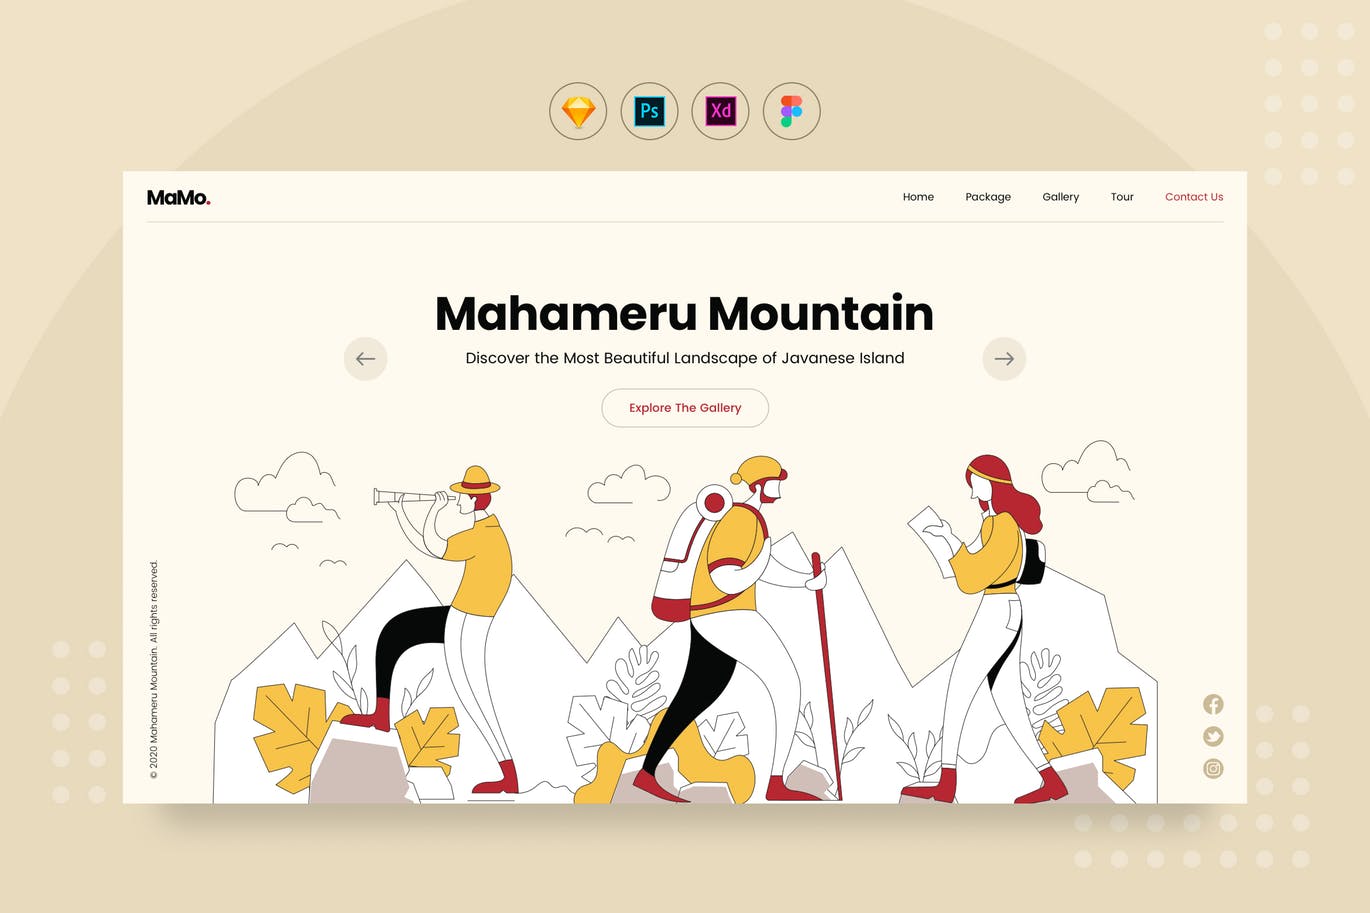 Ps
Xd
MaMo.
Home
Package
Gallery
Tour
Contact Us
Mahameru Mountain
Discover the Most Beautiful Landscape of Javanese Island
Explore The Gallery
© 2020 Mahameru Mountain. All rights reserved.